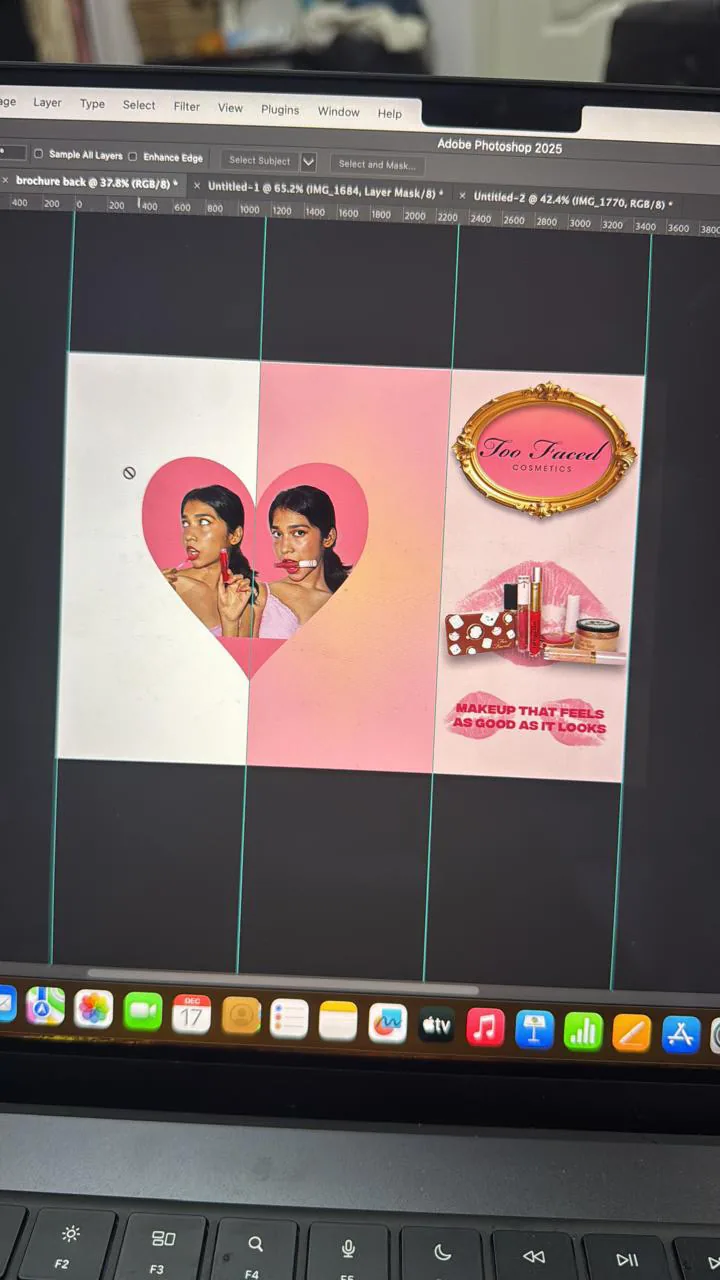 Layer Type Select Filter View Plugins Window Help
Adobe Photoshop 2025
Sample All Layers Enhance Edge Select Subject Select and Mask...
× brochure back @ 37.8% (RGB/8) * × Untitled-1 @ 65.2% (IMG_1684, Layer Mask/8) * × Untitled-2 @ 42.4% (IMG_1770, RGB/8) *
400 200 0 200 400 600 800 1000 1200 1400 1600 1800 2000 2200 2400 2600 2800 3000 3200 3400 3600 3800
Too Faced
COSMETICS
MAKEUP THAT FEELS
AS GOOD AS IT LOOKS
DEC
17
tv
F2 F3 F4